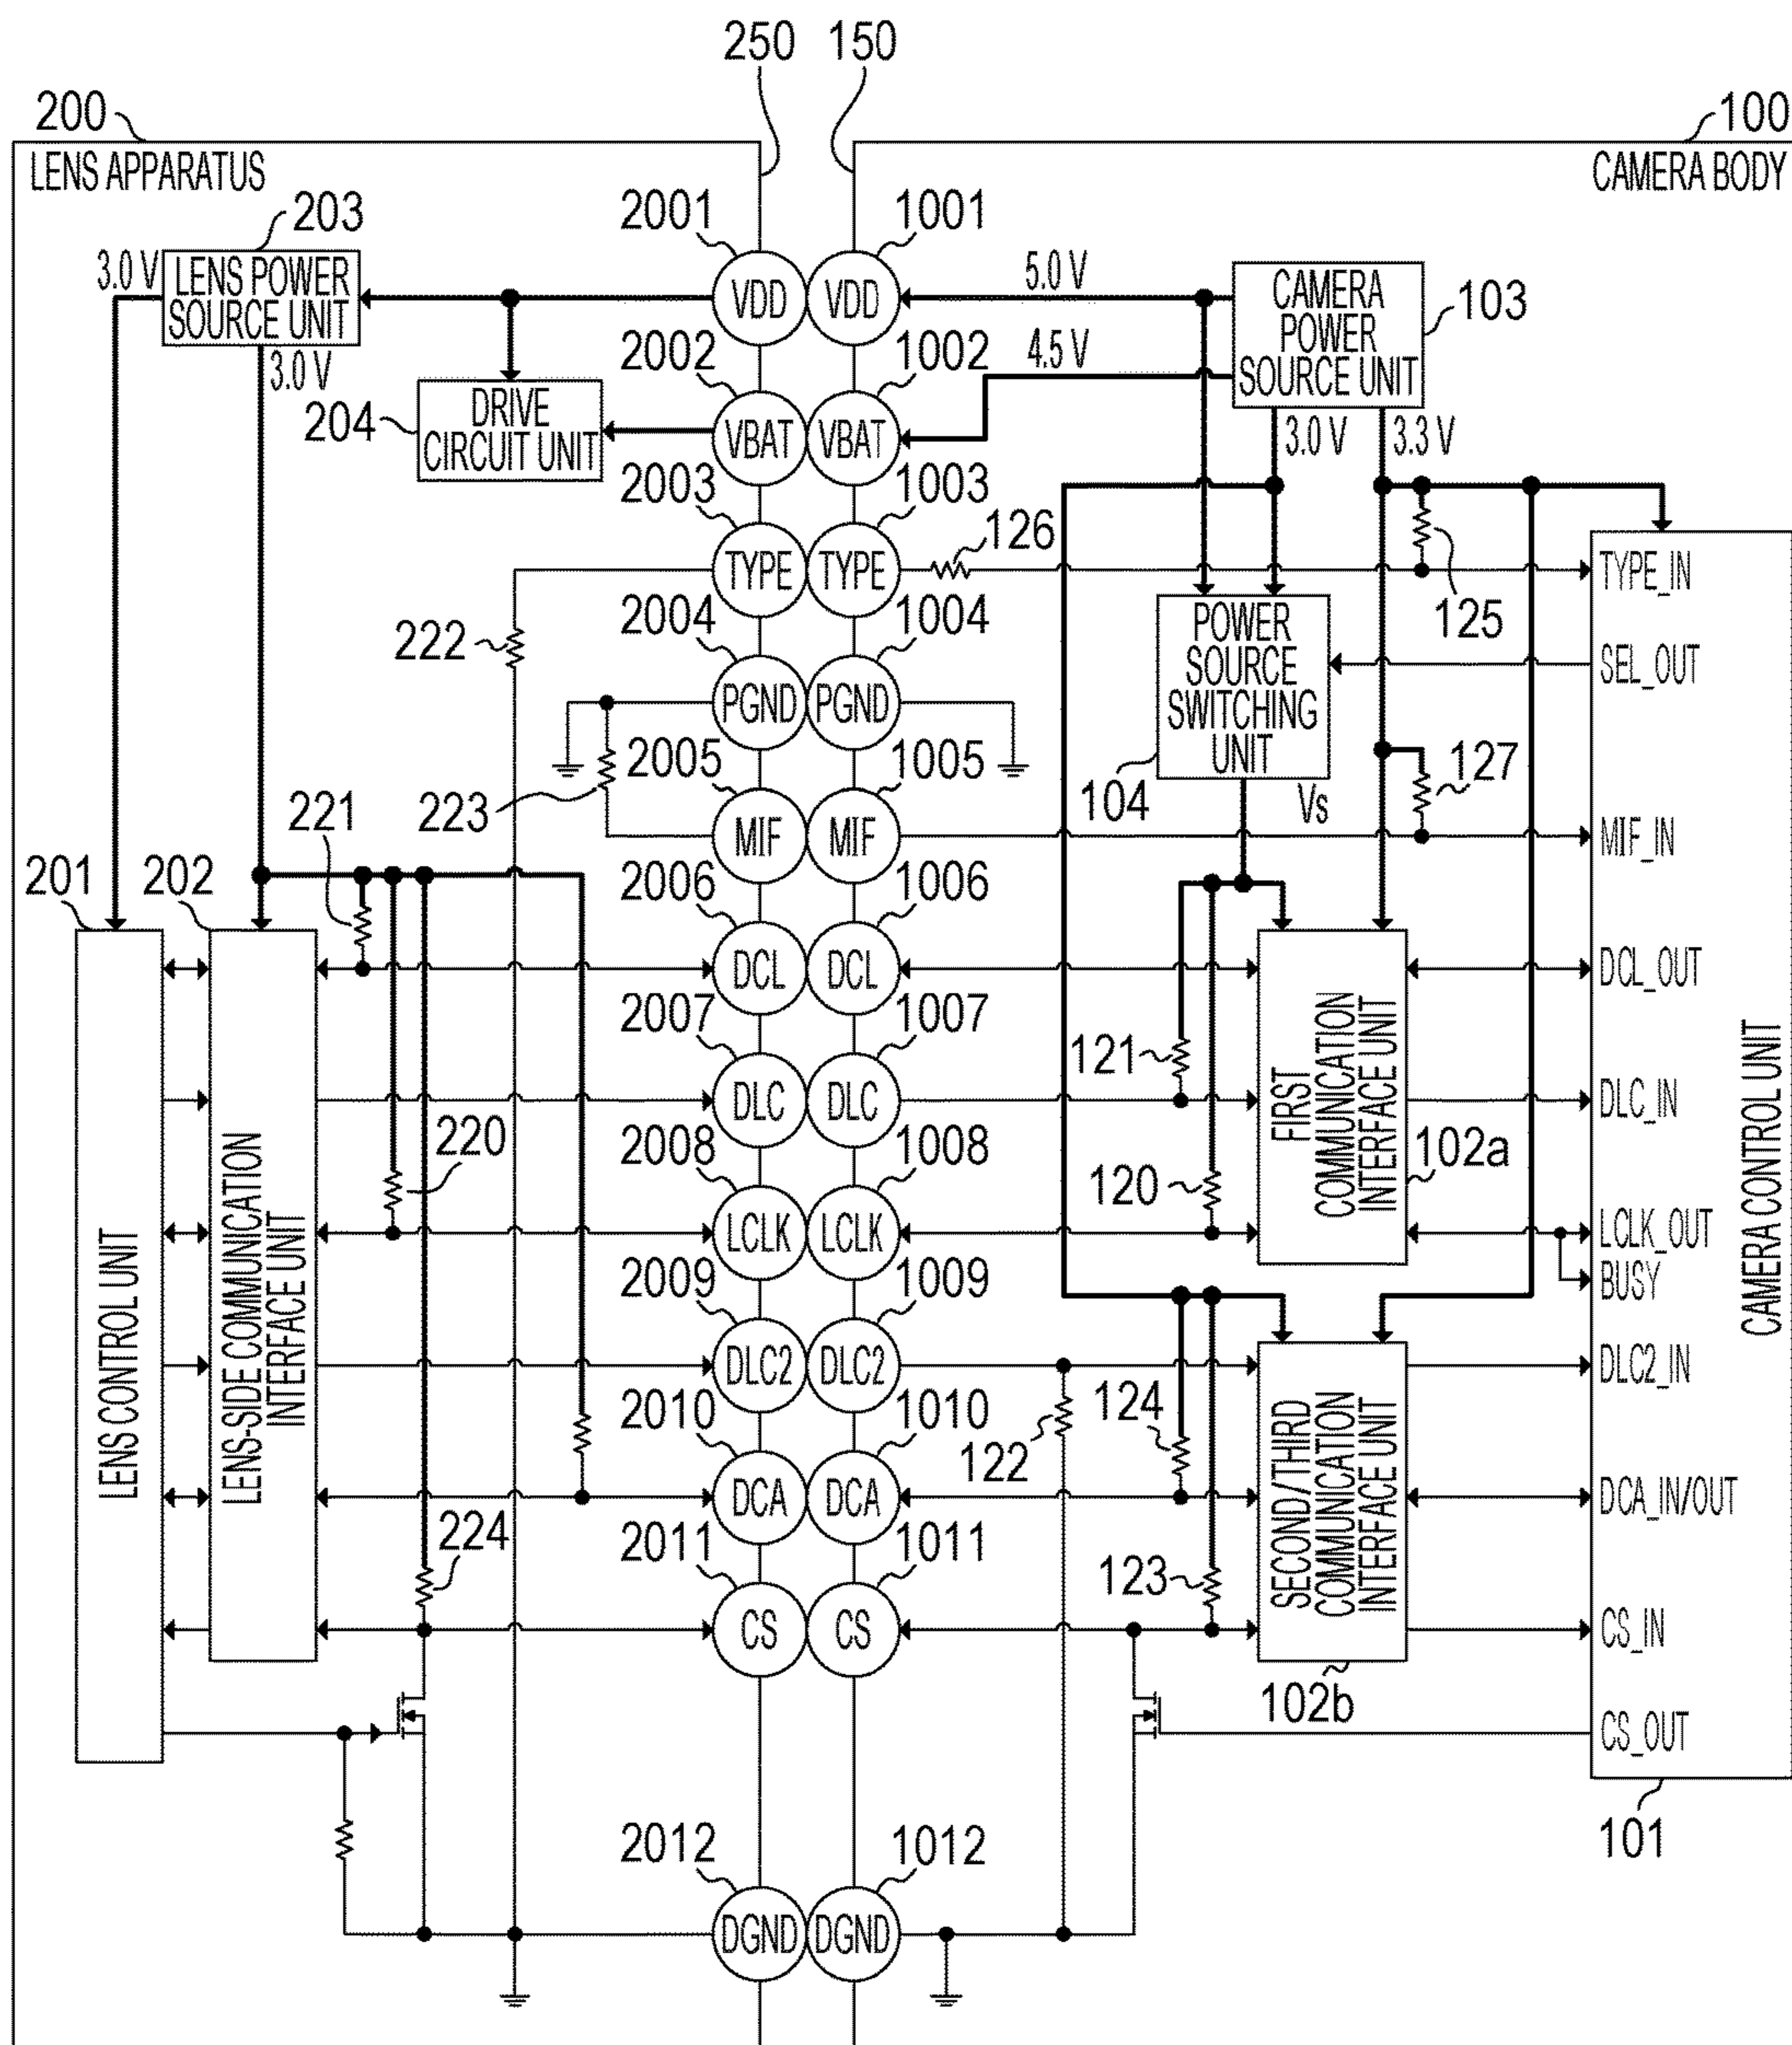 250 150
200 100
LENS APPARATUS CAMERA BODY
2001 1001
203
3.0 V LENS POWER
SOURCE UNIT
3.0 V
VDD VDD
5.0 V
CAMERA
POWER
SOURCE UNIT
103
2002 1002
4.5 V
204
DRIVE
CIRCUIT UNIT
VBAT VBAT
3.0 V 3.3 V
2003 1003
126
TYPE TYPE
TYPE_IN
125
2004 1004
222
POWER
SOURCE
SWITCHING
UNIT
SEL_OUT
PGND PGND
2005 1005
127
104
Vs
223
221
MIF MIF
MIF_IN
201 202
2006 1006
DCL DCL
DCL_OUT
2007 1007
121
FIRST
COMMUNICATION
INTERFACE UNIT
DLC DLC
DLC_IN
220
2008 1008
102a
120
LCLK LCLK
LCLK_OUT
BUSY
CAMERA CONTROL UNIT
LENS CONTROL UNIT
LENS-SIDE COMMUNICATION
INTERFACE UNIT
2009 1009
DLC2 DLC2
DLC2_IN
2010 1010
124
122
SECOND/THIRD
COMMUNICATION
INTERFACE UNIT
DCA DCA
DCA_IN/OUT
224
2011 1011
123
CS CS
CS_IN
102b
CS_OUT
101
2012 1012
DGND DGND